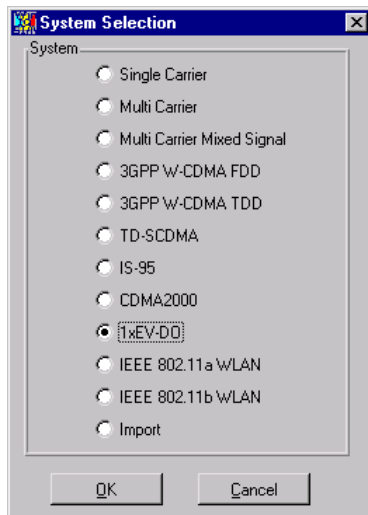 System Selection
System
Single Carrier
Multi Carrier
Multi Carrier Mixed Signal
3GPP W-CDMA FDD
3GPP W-CDMA TDD
TD-SCDMA
IS-95
CDMA2000
1xEV-DO
IEEE 802.11a WLAN
IEEE 802.11b WLAN
Import
OK Cancel